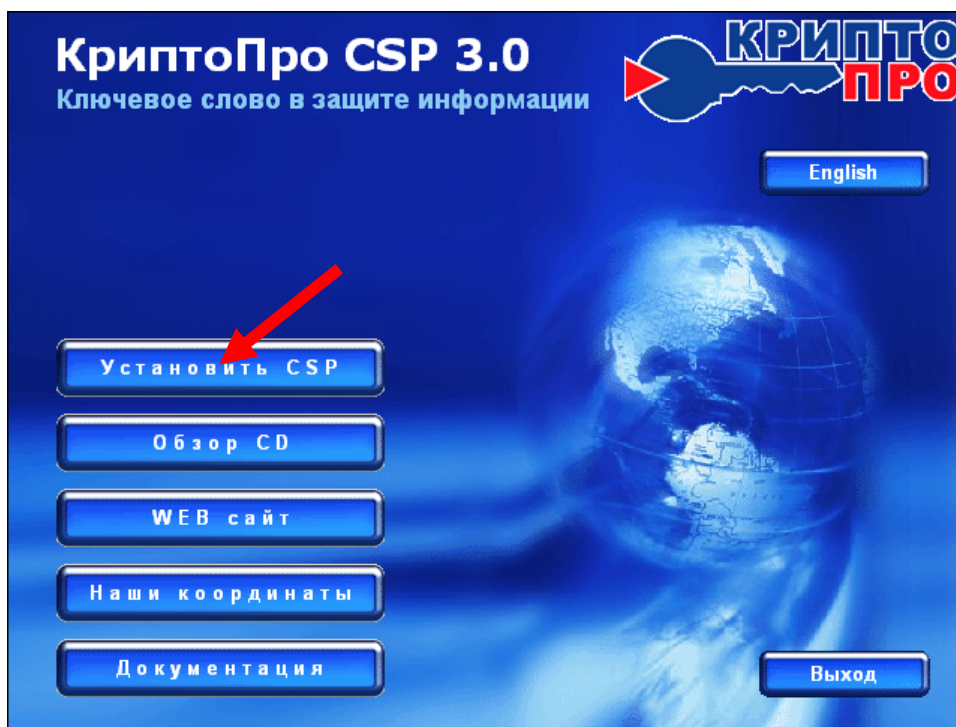 КриптоПро CSP 3.0
Ключевое слово в защите информации
КРИПТО
ПРО
English
Установить CSP
Обзор CD
WEB сайт
Наши координаты
Документация
Выход